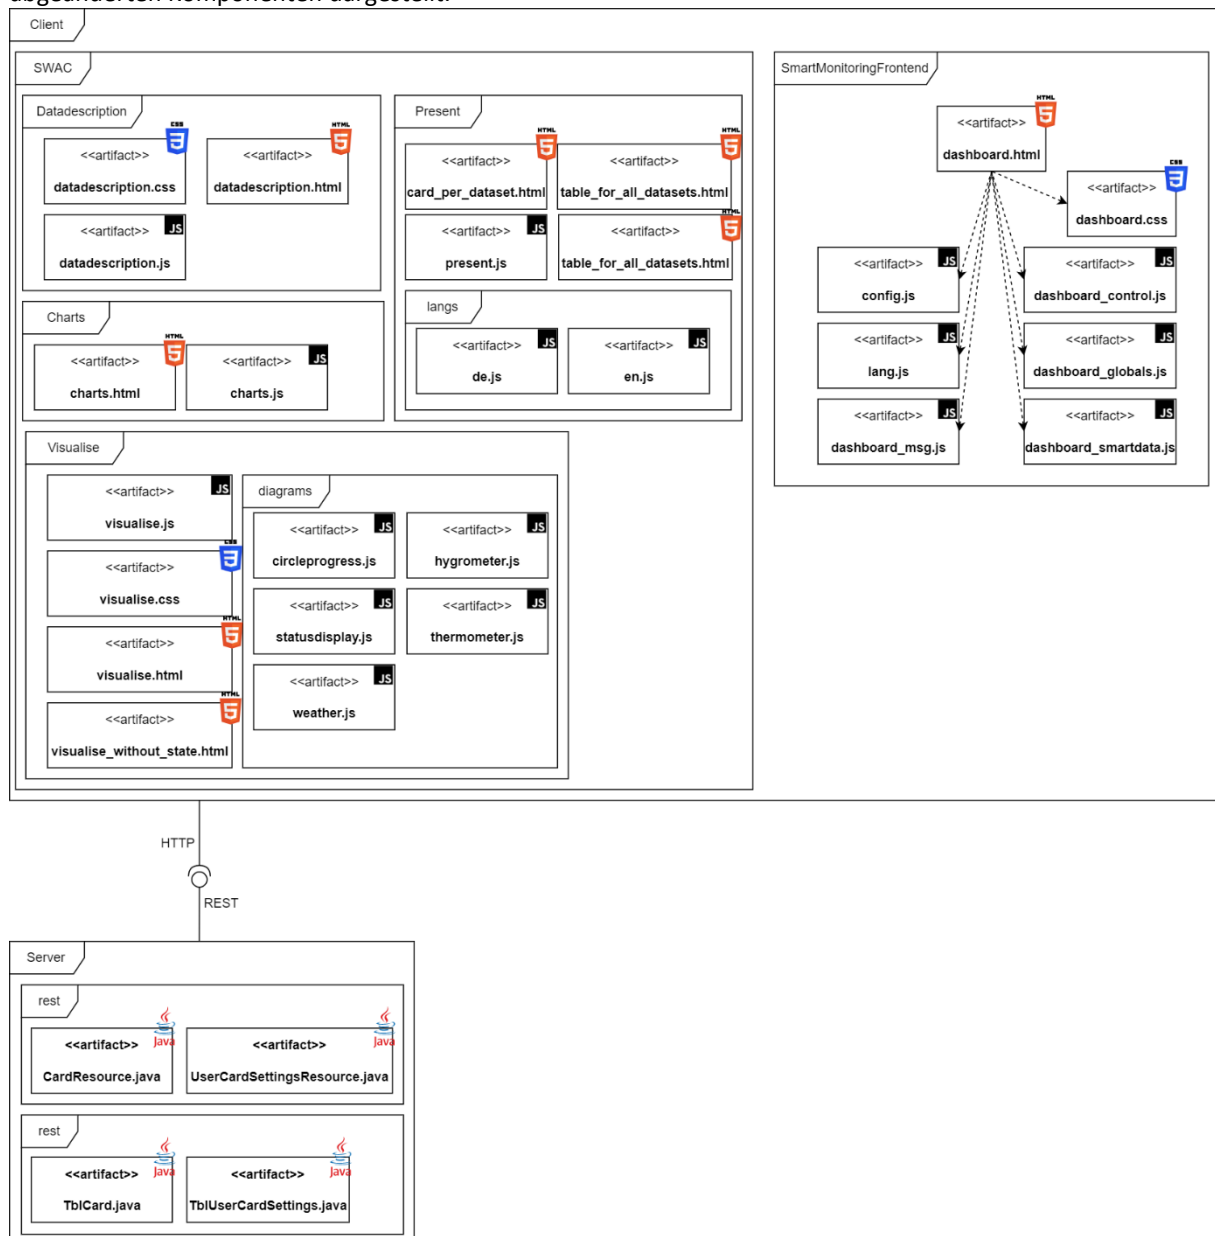 abgeänderten Komponenten dargestellt.
Client
SWAC
Datadescription
<<artifact>>
datadescription.css
<<artifact>>
datadescription.html
<<artifact>>
datadescription.js
Present
<<artifact>>
card_per_dataset.html
<<artifact>>
table_for_all_datasets.html
<<artifact>>
present.js
<<artifact>>
table_for_all_datasets.html
langs
<<artifact>>
de.js
<<artifact>>
en.js
Charts
<<artifact>>
charts.html
<<artifact>>
charts.js
Visualise
<<artifact>>
visualise.js
<<artifact>>
visualise.css
<<artifact>>
visualise.html
<<artifact>>
visualise_without_state.html
diagrams
<<artifact>>
circleprogress.js
<<artifact>>
hygrometer.js
<<artifact>>
statusdisplay.js
<<artifact>>
thermometer.js
<<artifact>>
weather.js
SmartMonitoringFrontend
<<artifact>>
dashboard.html
<<artifact>>
dashboard.css
<<artifact>>
config.js
<<artifact>>
dashboard_control.js
<<artifact>>
lang.js
<<artifact>>
dashboard_globals.js
<<artifact>>
dashboard_msg.js
<<artifact>>
dashboard_smartdata.js
HTTP
REST
Server
rest
<<artifact>>
CardResource.java
<<artifact>>
UserCardSettingsResource.java
rest
<<artifact>>
TblCard.java
<<artifact>>
TblUserCardSettings.java